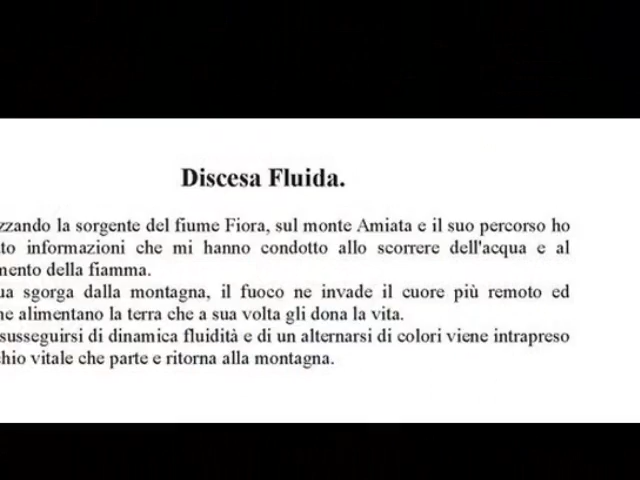 Discesa Fluida.
zzando la sorgente del fiume Fiora, sul monte Amiata e il suo percorso ho
to informazioni che mi hanno condotto allo scorrere dell'acqua e al
mento della fiamma.
ua sgorga dalla montagna, il fuoco ne invade il cuore più remoto ed
ne alimentano la terra che a sua volta gli dona la vita.
susseguirsi di dinamica fluidità e di un alternarsi di colori viene intrapreso
chio vitale che parte e ritorna alla montagna.